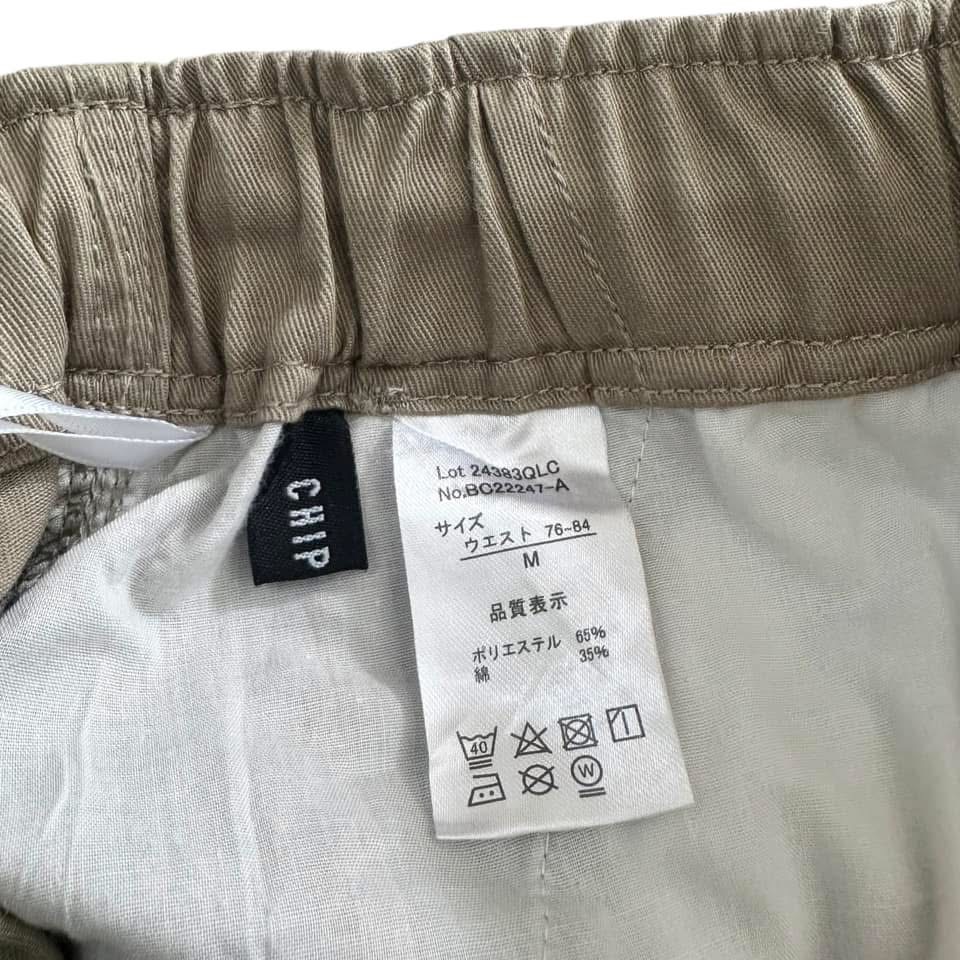 CHIP
Lot 24383QLC
No.BC22247-A
サイズ
ウエスト 76~84
M
品質表示
ポリエステル 65%
綿 35%
40
W